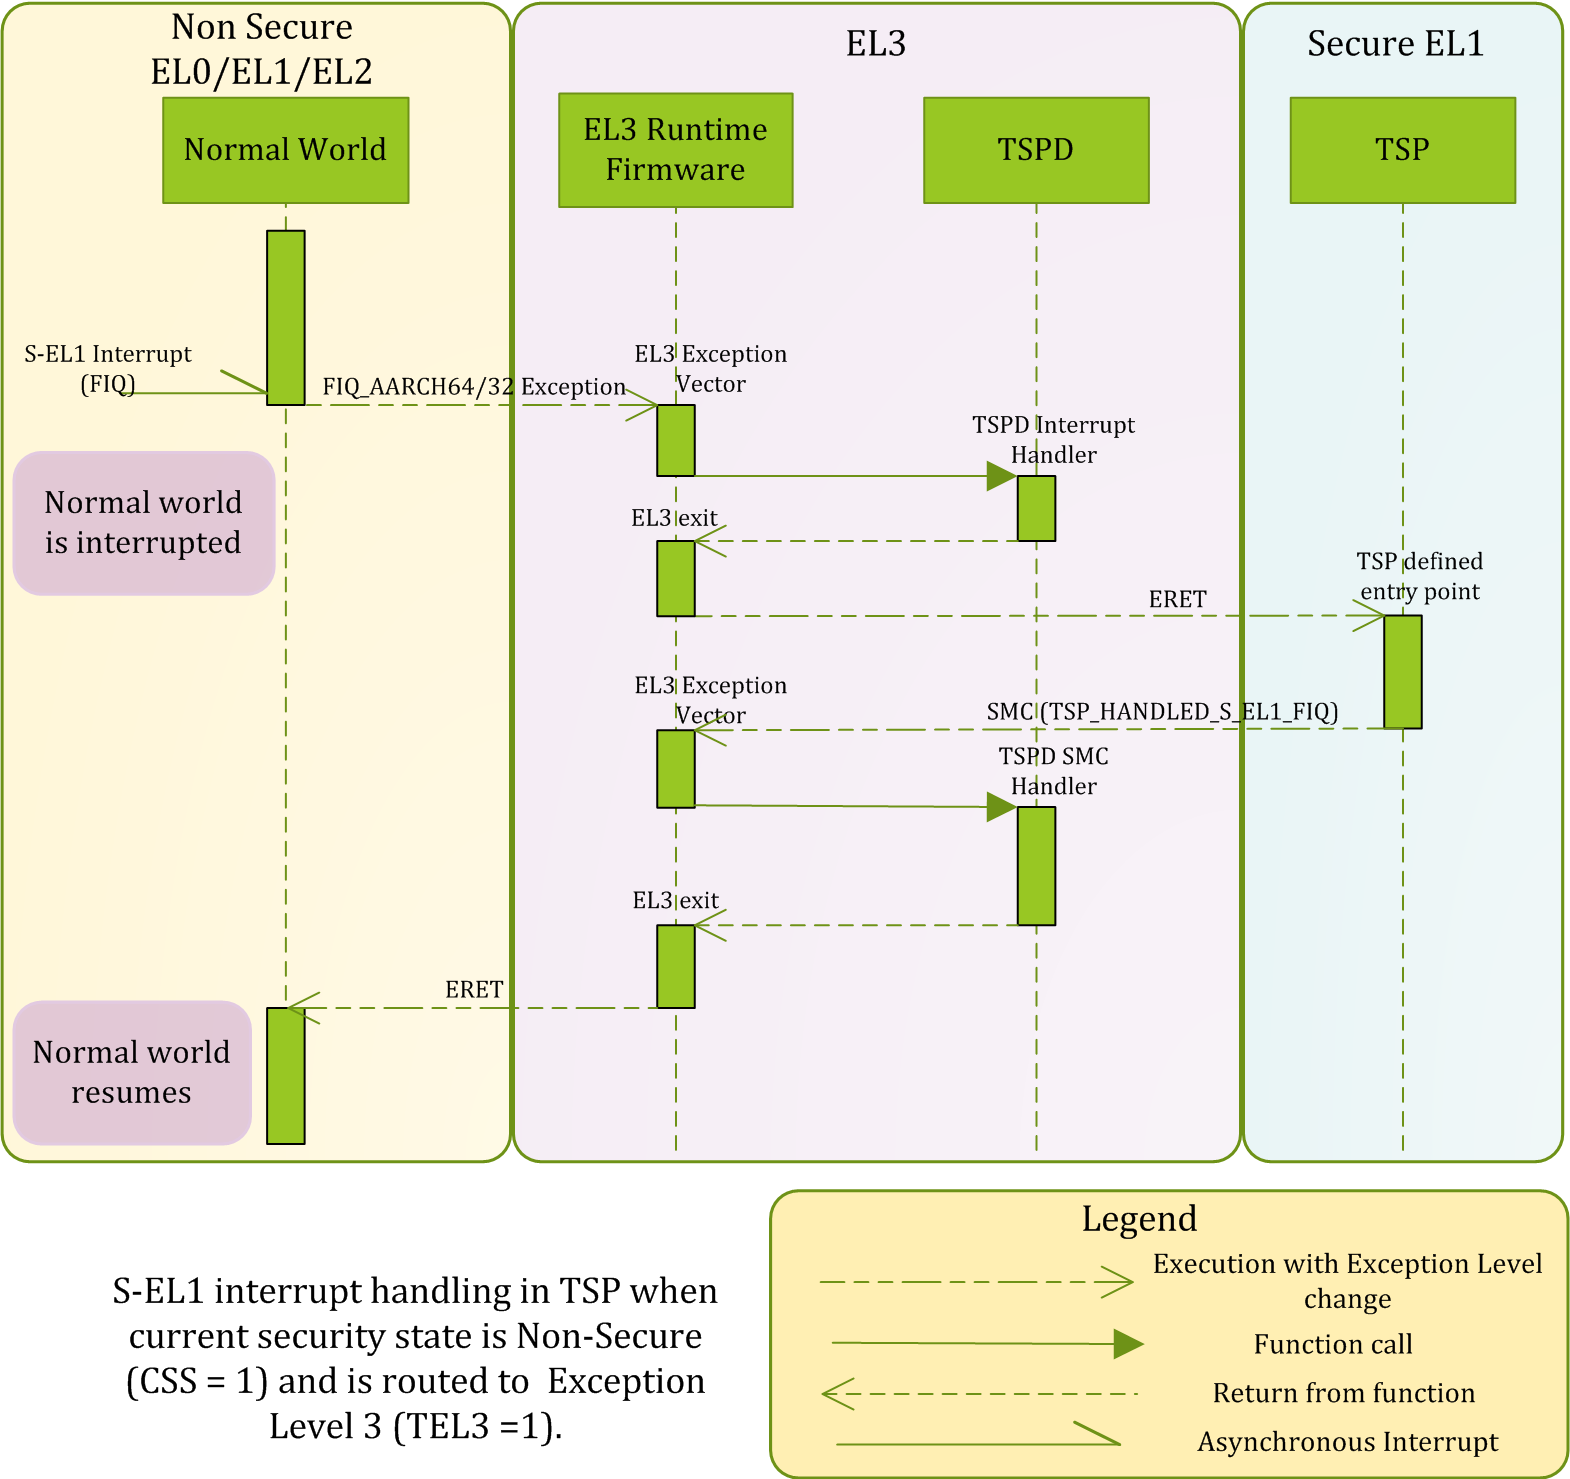 Non Secure
EL0/EL1/EL2
EL3
Secure EL1
Normal World
EL3 Runtime
Firmware
TSPD
TSP
S-EL1 Interrupt
(FIQ)
FIQ_AARCH64/32 Exception
EL3 Exception
Vector
TSPD Interrupt
Handler
Normal world
is interrupted
EL3 exit
TSP defined
entry point
ERET
EL3 Exception
Vector
SMC (TSP_HANDLED_S_EL1_FIQ)
TSPD SMC
Handler
EL3 exit
ERET
Normal world
resumes
S-EL1 interrupt handling in TSP when
current security state is Non-Secure
(CSS = 1) and is routed to  Exception
Level 3 (TEL3 =1).
Legend
Execution with Exception Level
change
Function call
Return from function
Asynchronous Interrupt